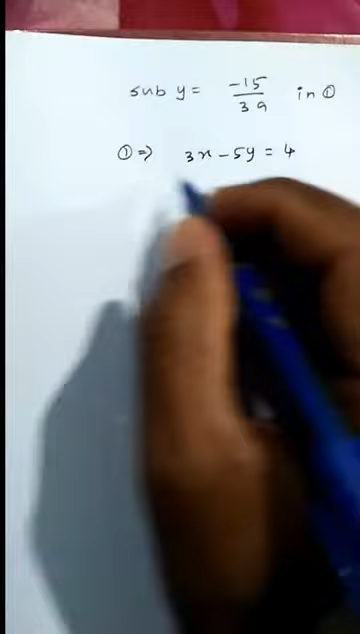 sub y = -15/39 in ①
① ⇒ 3x - 5y = 4